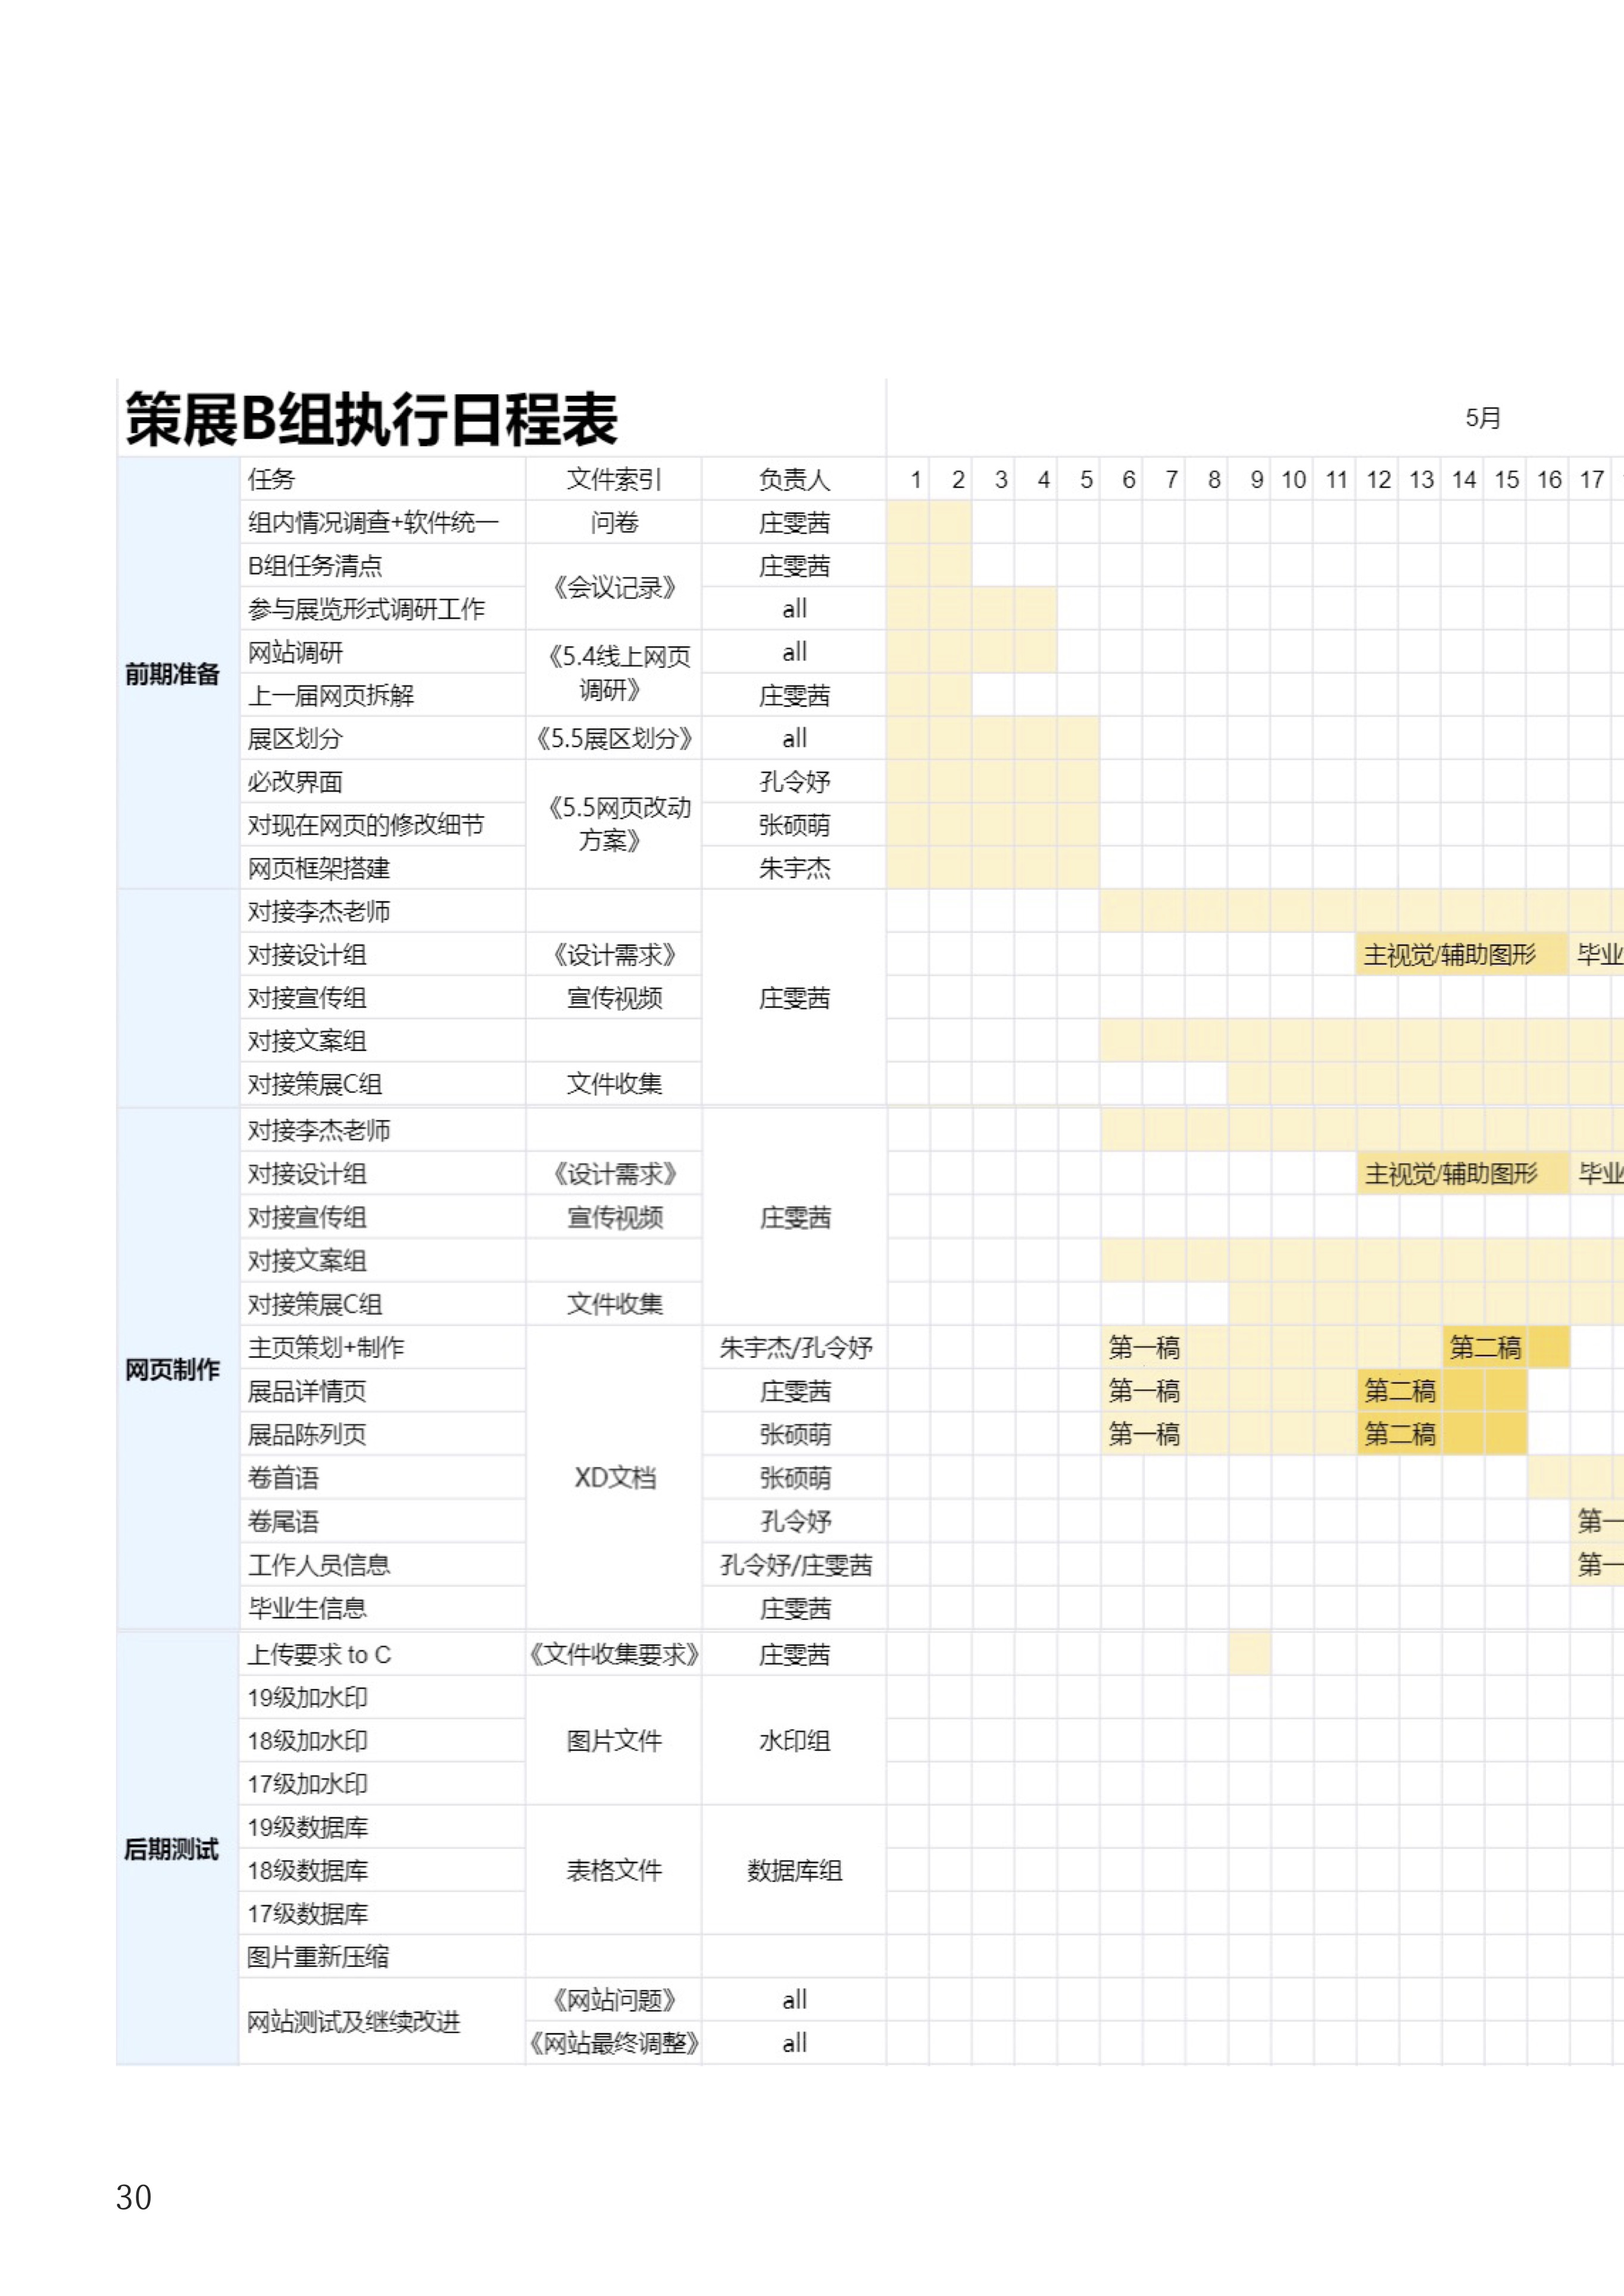 策展B组执行日程表
5月
任务 文件索引 负责人 1 2 3 4 5 6 7 8 9 10 11 12 13 14 15 16 17
前期准备
组内情况调查+软件统一 问卷 庄雯茜
B组任务清点 《会议记录》 庄雯茜
参与展览形式调研工作 all
网站调研 《5.4线上网页调研》 all
上一届网页拆解 庄雯茜
展区划分 《5.5展区划分》 all
必改界面 《5.5网页改动方案》 孔令妤
对现在网页的修改细节 张硕萌
网页框架搭建 朱宇杰
对接李杰老师 庄雯茜
对接设计组 《设计需求》 主视觉/辅助图形 毕业
对接宣传组 宣传视频
对接文案组
对接策展C组 文件收集
网页制作
对接李杰老师 庄雯茜
对接设计组 《设计需求》 主视觉/辅助图形 毕业
对接宣传组 宣传视频
对接文案组
对接策展C组 文件收集
主页策划+制作 XD文档 朱宇杰/孔令妤 第一稿 第二稿
展品详情页 庄雯茜 第一稿 第二稿
展品陈列页 张硕萌 第一稿 第二稿
卷首语 张硕萌
卷尾语 孔令妤 第一
工作人员信息 孔令妤/庄雯茜 第一
毕业生信息 庄雯茜
后期测试
上传要求 to C 《文件收集要求》 庄雯茜
19级加水印 图片文件 水印组
18级加水印
17级加水印
19级数据库 表格文件 数据库组
18级数据库
17级数据库
图片重新压缩
网站测试及继续改进 《网站问题》 all
《网站最终调整》 all
30